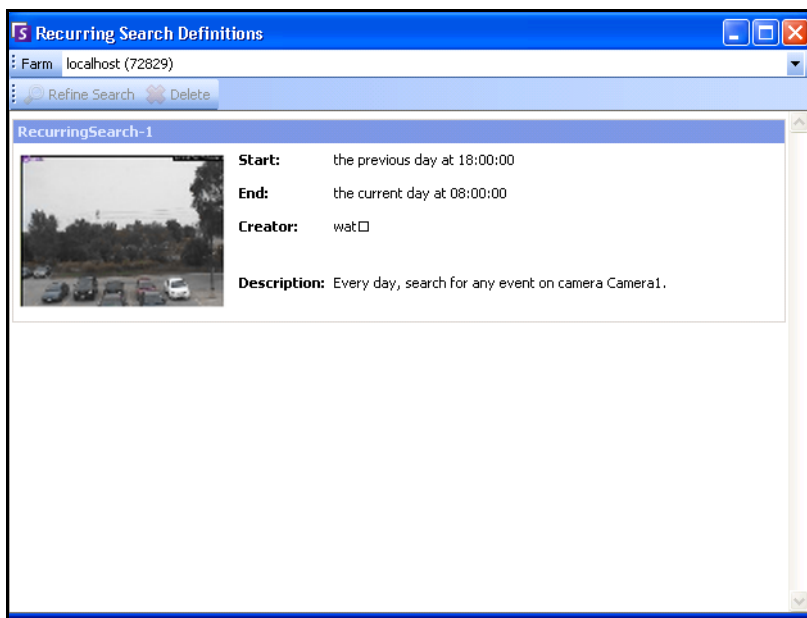 Recurring Search Definitions
Farm localhost (72829)
Refine Search Delete
RecurringSearch-1
Start: the previous day at 18:00:00
End: the current day at 08:00:00
Creator: wat□
Description: Every day, search for any event on camera Camera1.